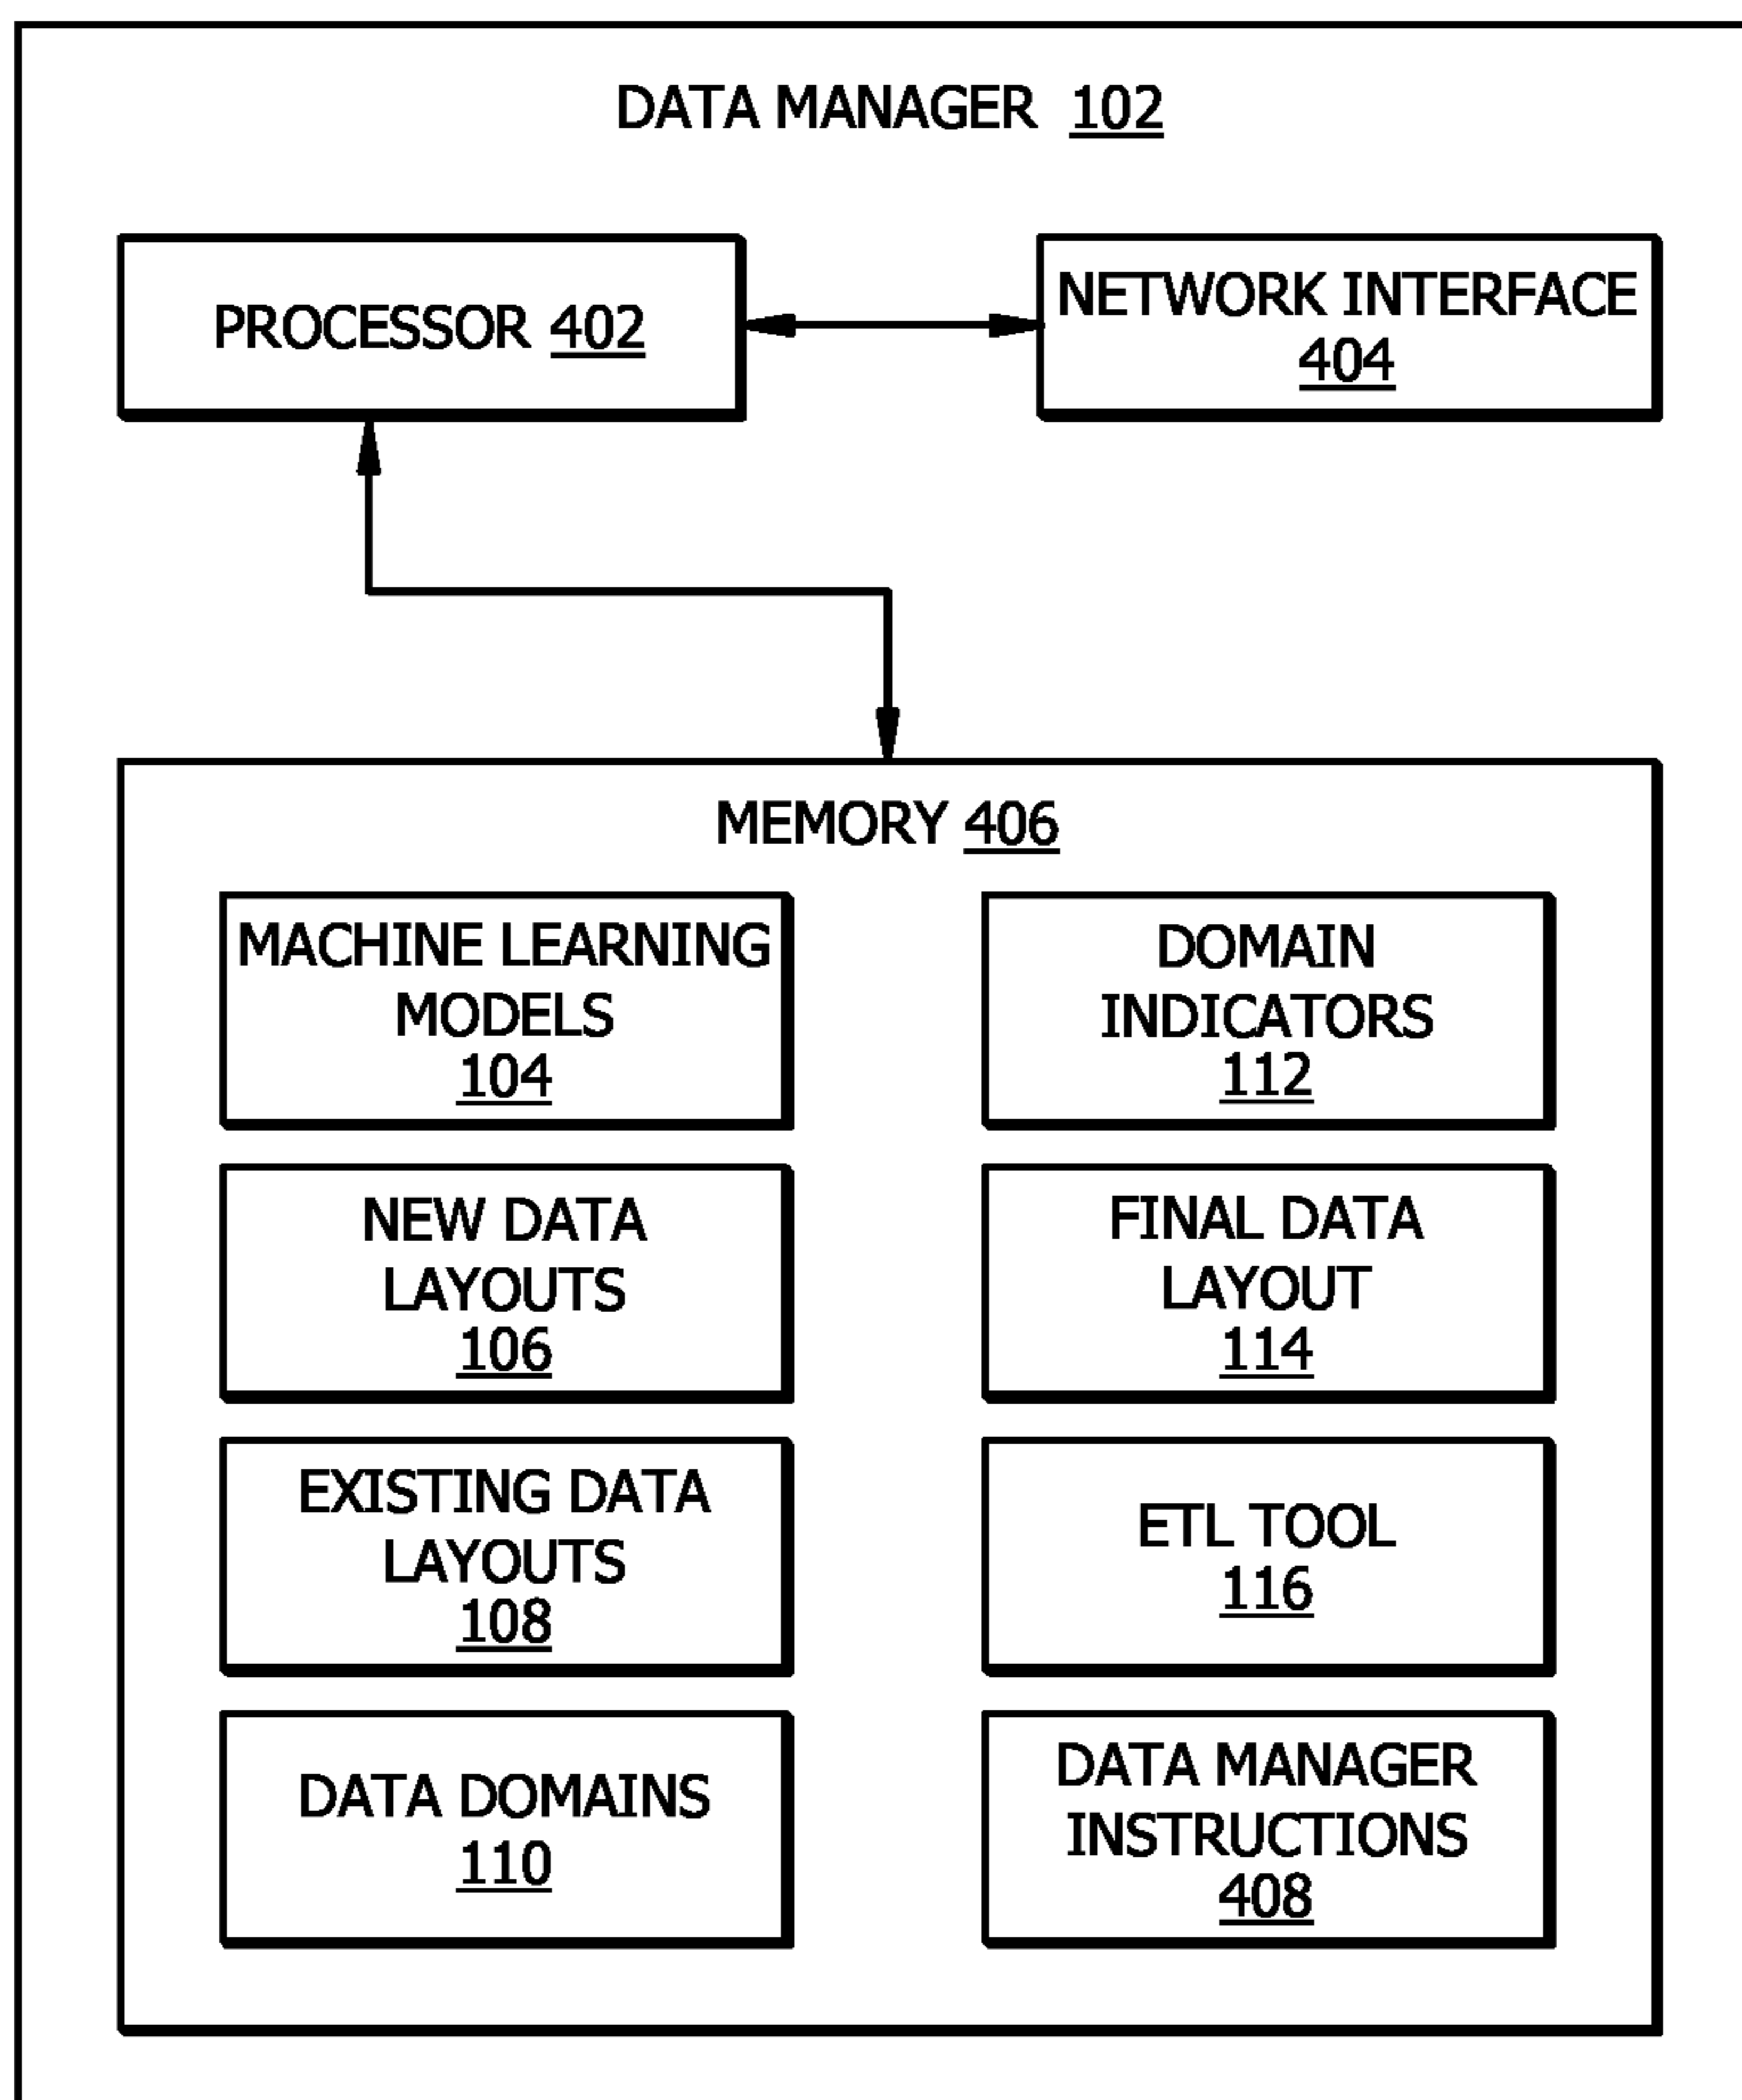 DATA MANAGER 102
PROCESSOR 402
NETWORK INTERFACE
404
MEMORY 406
MACHINE LEARNING
MODELS
104
DOMAIN
INDICATORS
112
NEW DATA
LAYOUTS
106
FINAL DATA
LAYOUT
114
EXISTING DATA
LAYOUTS
108
ETL TOOL
116
DATA DOMAINS
110
DATA MANAGER
INSTRUCTIONS
408